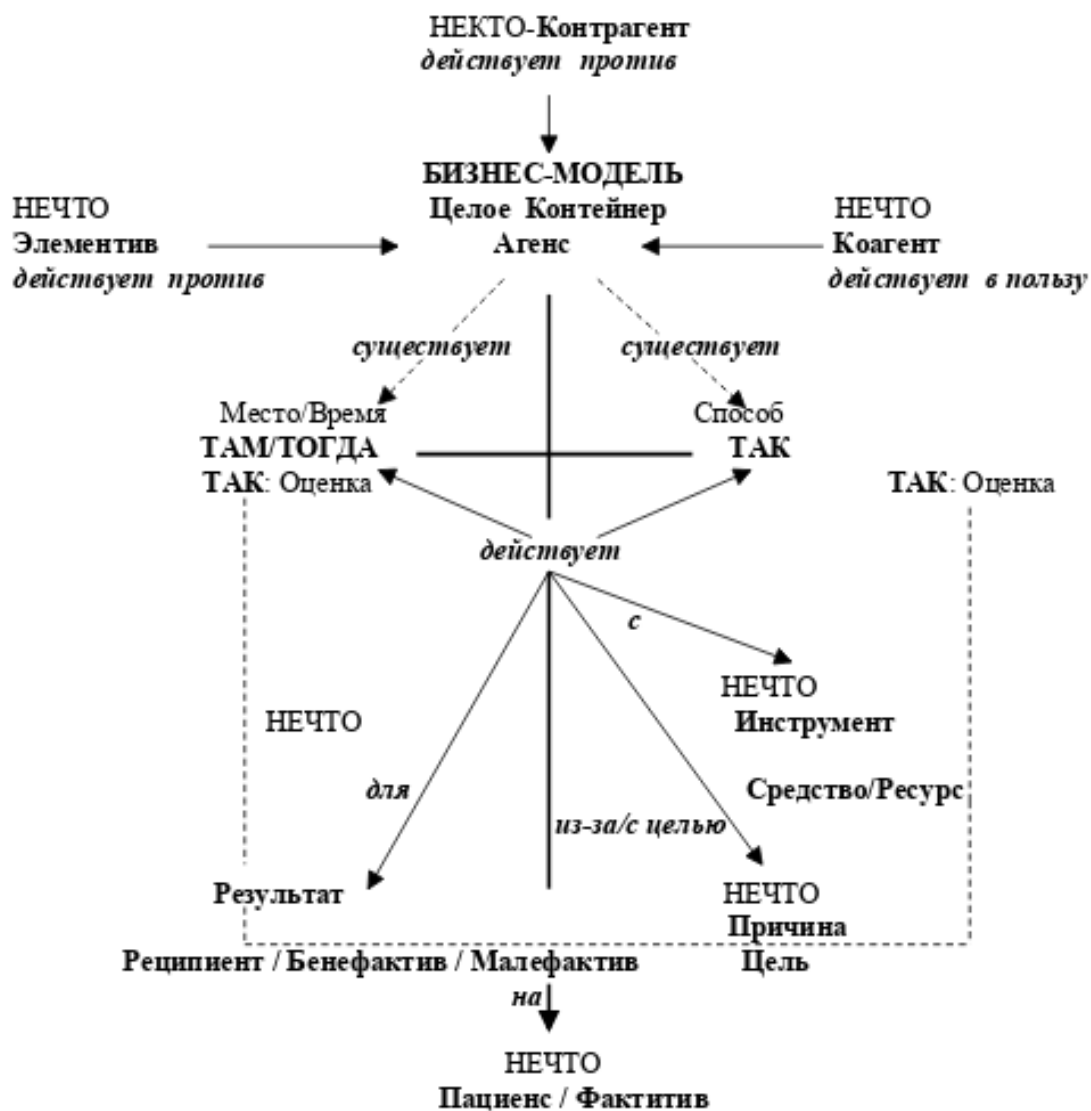 НЕКТО-Контрагент
действует против
БИЗНЕС-МОДЕЛЬ
Целое Контейнер
Агенс
НЕЧТО
Элементив
действует против
НЕЧТО
Коагент
действует в пользу
существует
существует
Место/Время
ТАМ/ТОГДА
ТАК: Оценка
Способ
ТАК
ТАК: Оценка
действует
с
НЕЧТО
Инструмент
НЕЧТО
для
Средство/Ресурс
из-за/с целью
Результат
НЕЧТО
Причина
Реципиент / Бенефактив / Малефактив
Цель
на
НЕЧТО
Пациенс / Фактитив